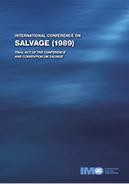 INTERNATIONAL CONFERENCE ON
SALVAGE (1989)
FINAL ACT OF THE CONFERENCE
AND CONVENTION ON SALVAGE
IMO